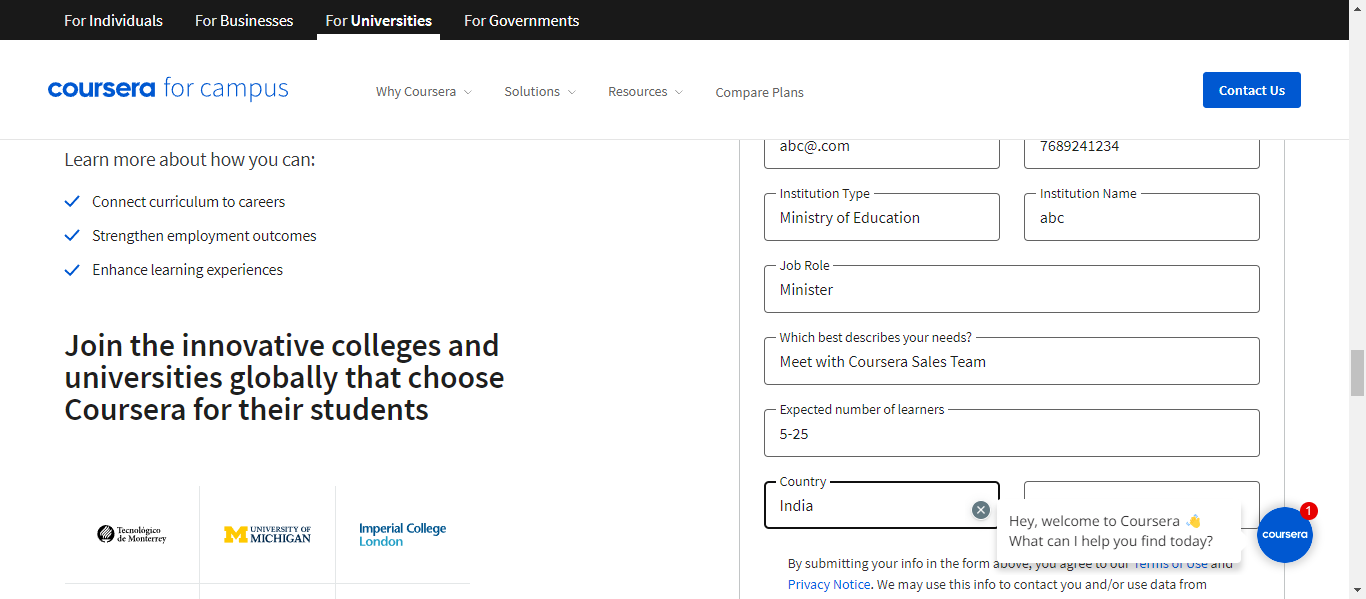 For Individuals For Businesses For Universities For Governments
coursera for campus Why Coursera Solutions Resources Compare Plans Contact Us
Learn more about how you can:
Connect curriculum to careers
Strengthen employment outcomes
Enhance learning experiences
Join the innovative colleges and
universities globally that choose
Coursera for their students
Tecnológico
de Monterrey
M UNIVERSITY OF
MICHIGAN
Imperial College
London
abc@.com 7689241234
Institution Type Institution Name
Ministry of Education abc
Job Role
Minister
Which best describes your needs?
Meet with Coursera Sales Team
Expected number of learners
5-25
Country
India
Hey, welcome to Coursera 👋
What can I help you find today?
1
coursera
By submitting your info in the form above, you agree to our Terms of Use and
Privacy Notice. We may use this info to contact you and/or use data from